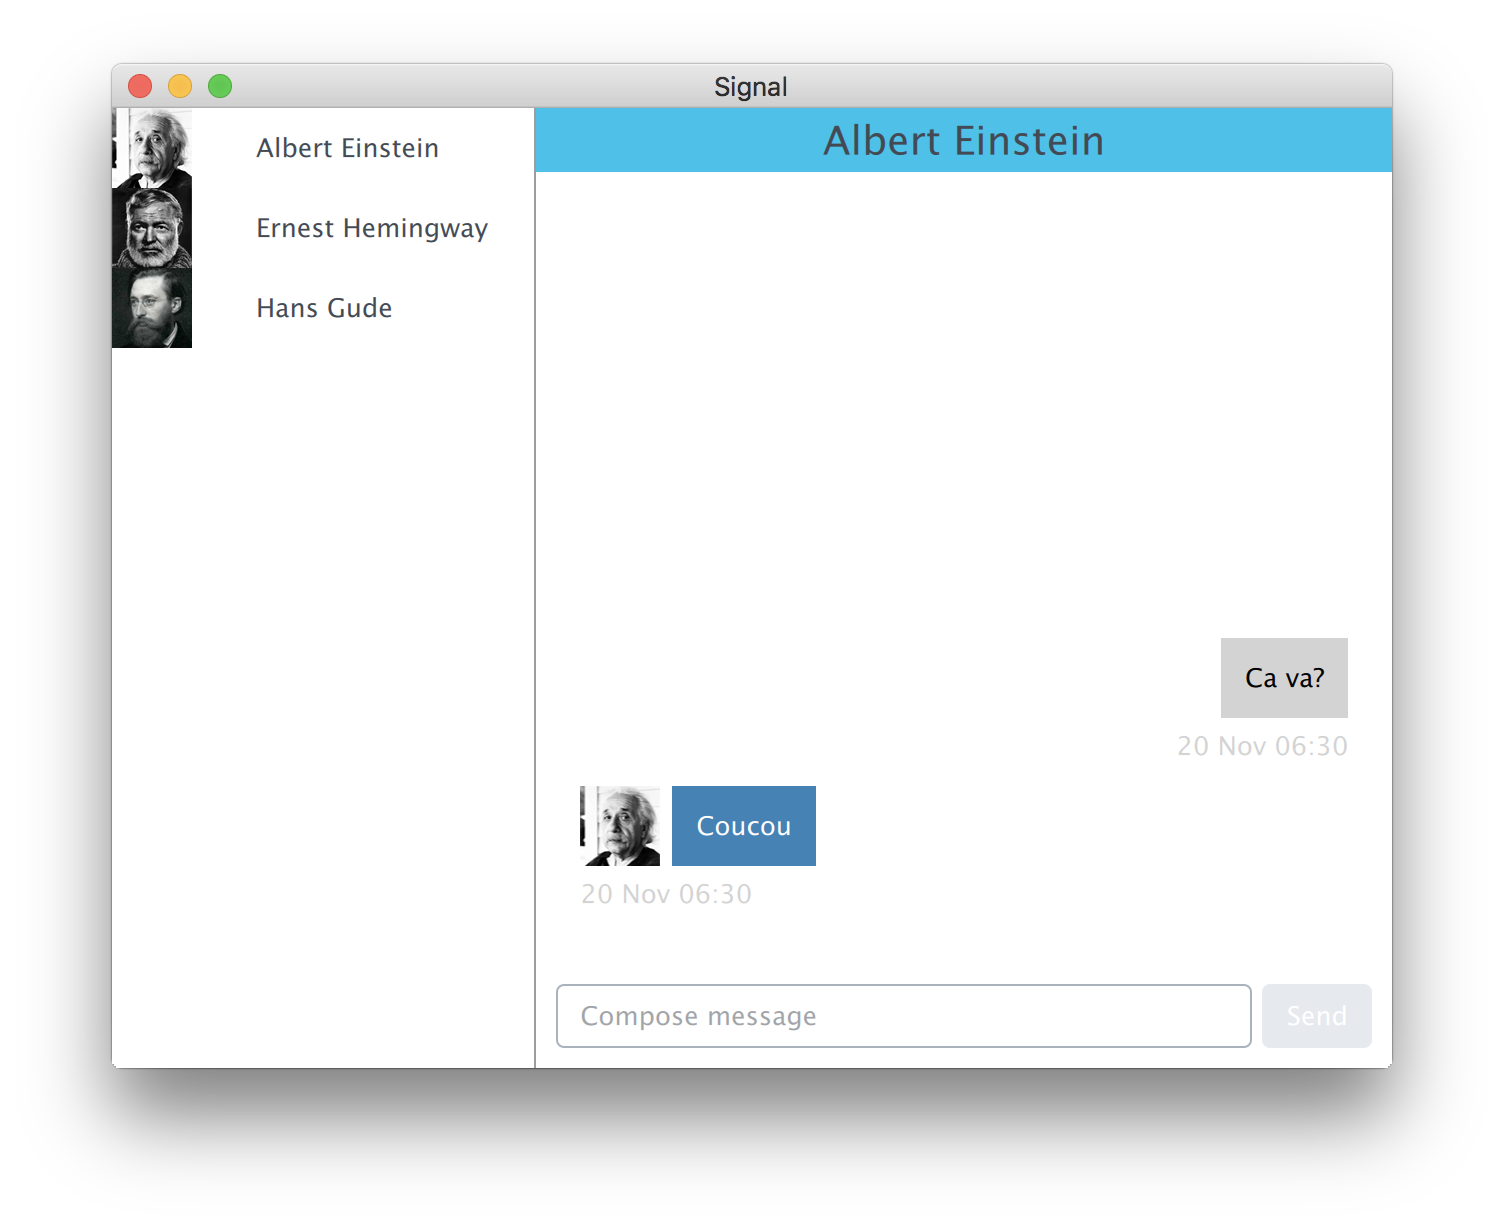 Signal
Albert Einstein
Ernest Hemingway
Hans Gude
Albert Einstein
Ca va?
20 Nov 06:30
Coucou
20 Nov 06:30
Compose message
Send